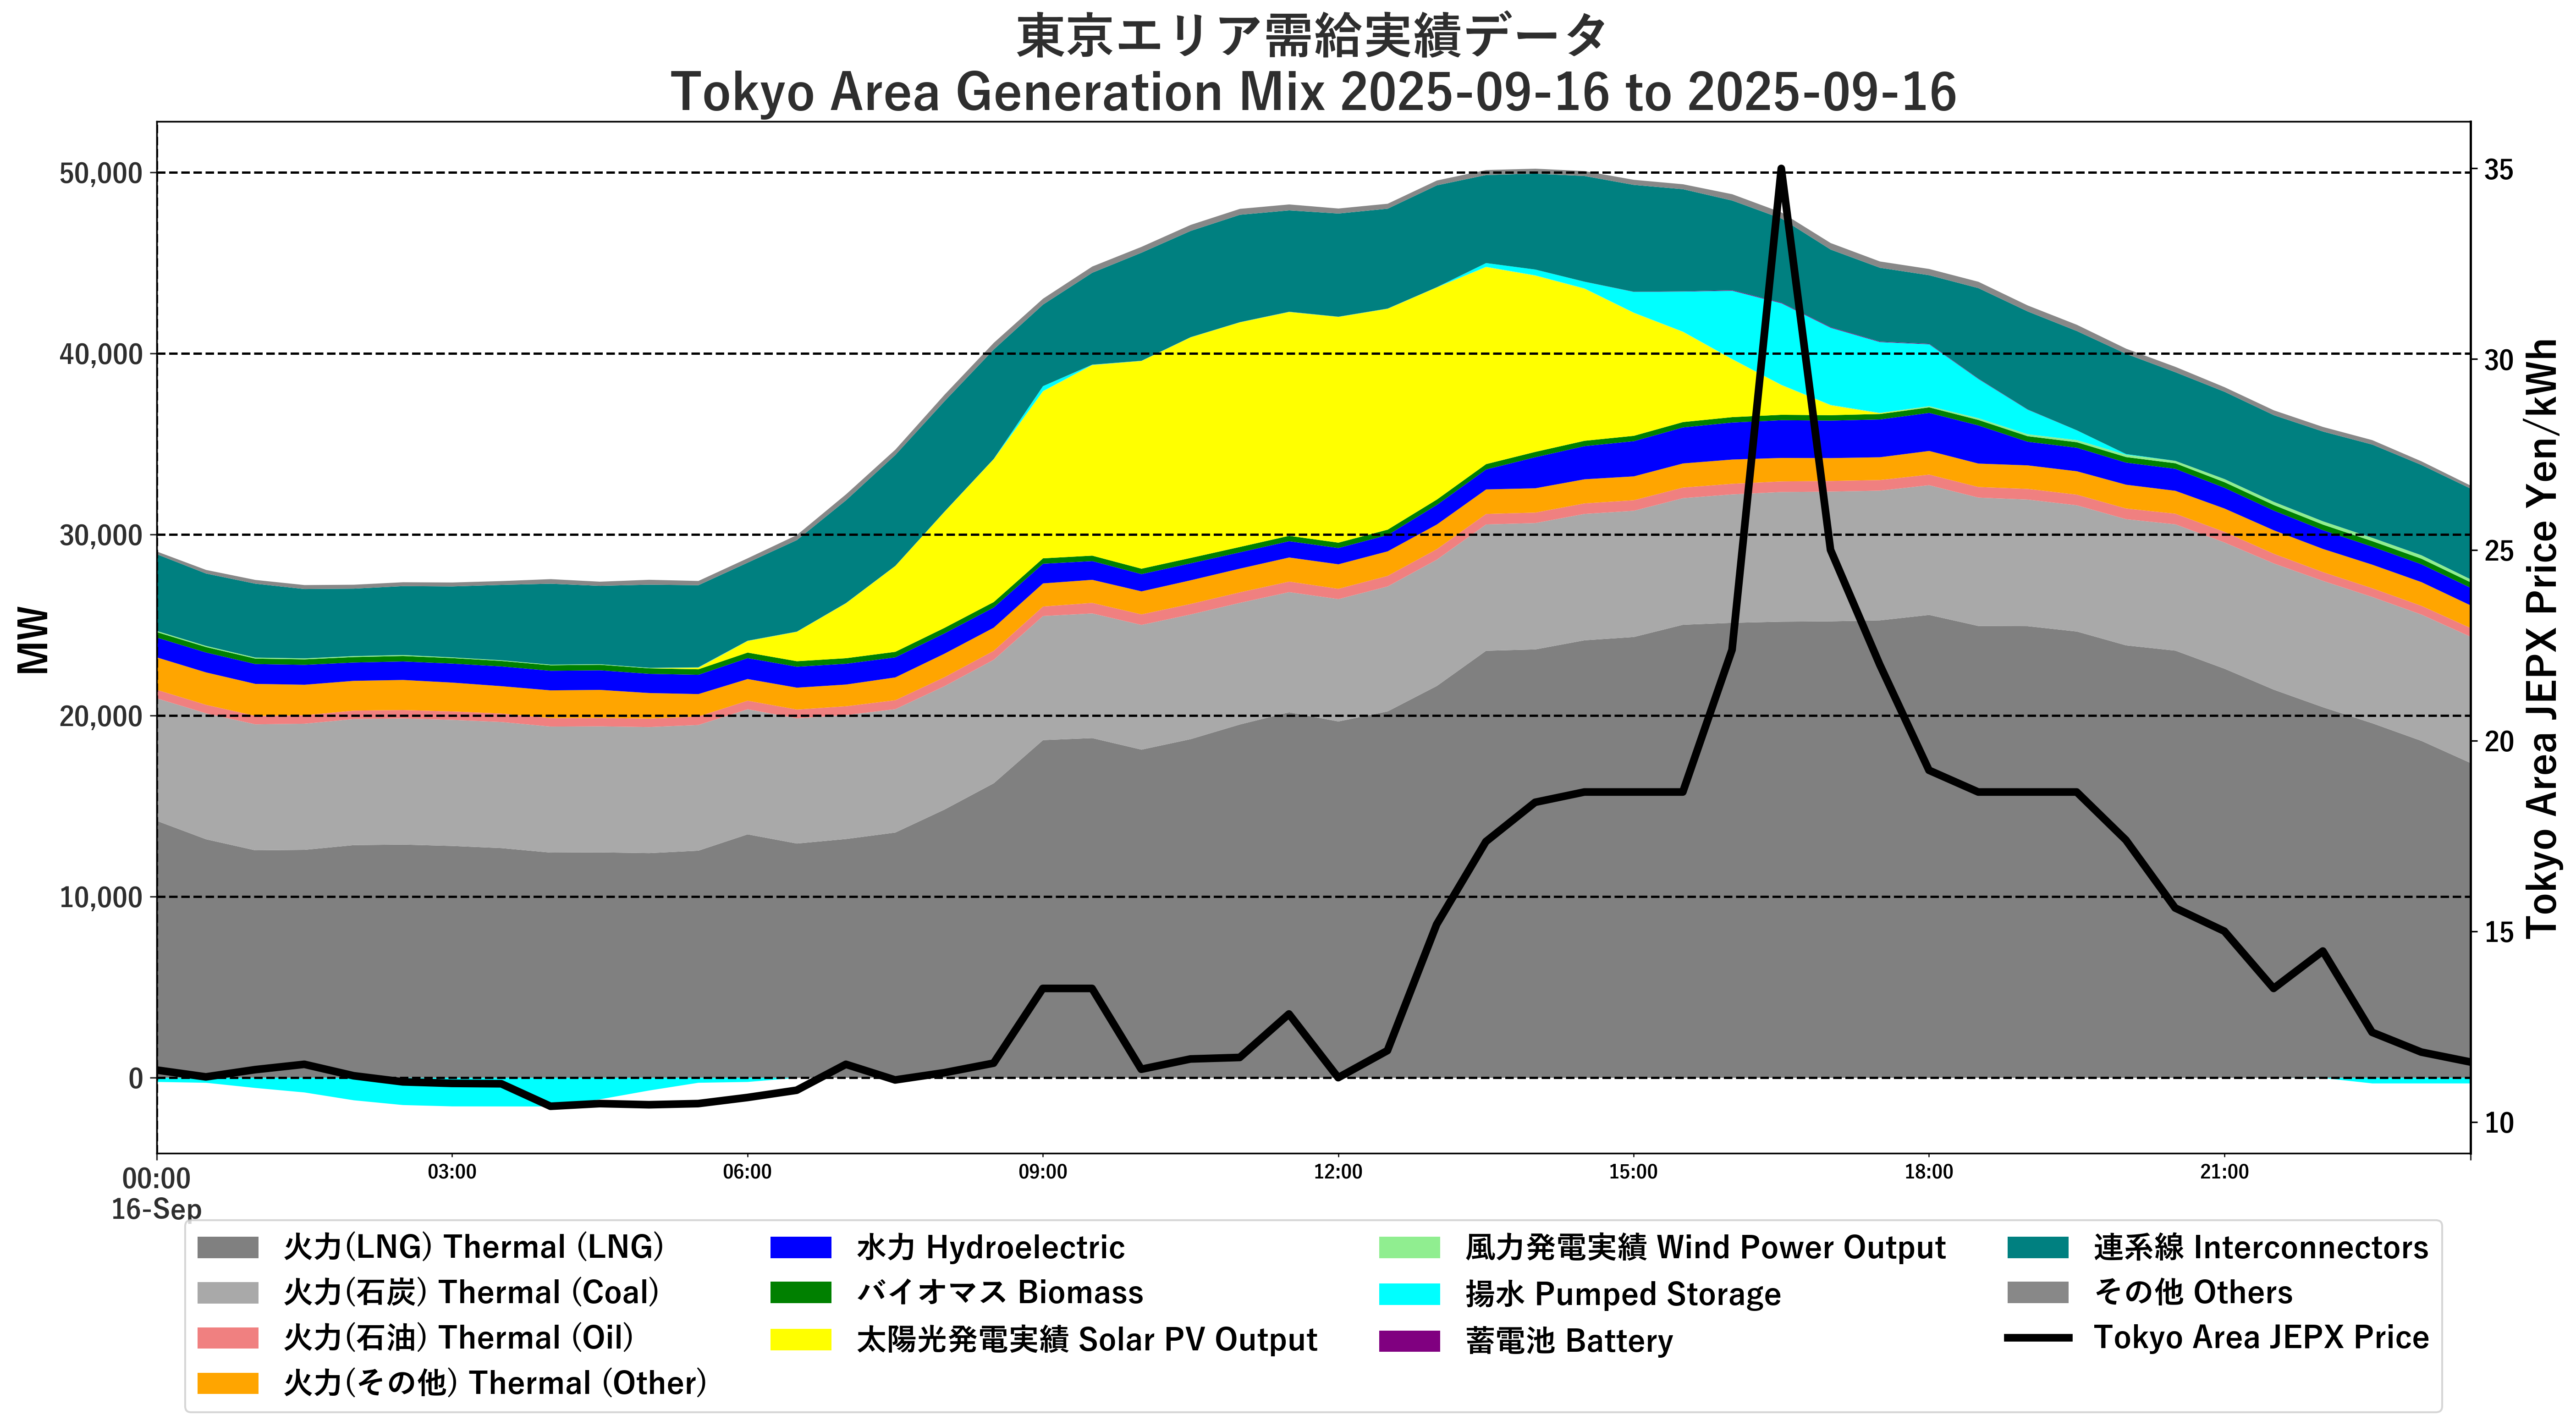 東京エリア需給実績データ
Tokyo Area Generation Mix 2025-09-16 to 2025-09-16
MW
50,000
40,000
30,000
20,000
10,000
0
35
30
25
20
15
10
Tokyo Area JEPX Price Yen/kWh
00:00
16-Sep
03:00
06:00
09:00
12:00
15:00
18:00
21:00
火力(LNG) Thermal (LNG)
火力(石炭) Thermal (Coal)
火力(石油) Thermal (Oil)
火力(その他) Thermal (Other)
水力 Hydroelectric
バイオマス Biomass
太陽光発電実績 Solar PV Output
風力発電実績 Wind Power Output
揚水 Pumped Storage
蓄電池 Battery
連系線 Interconnectors
その他 Others
Tokyo Area JEPX Price